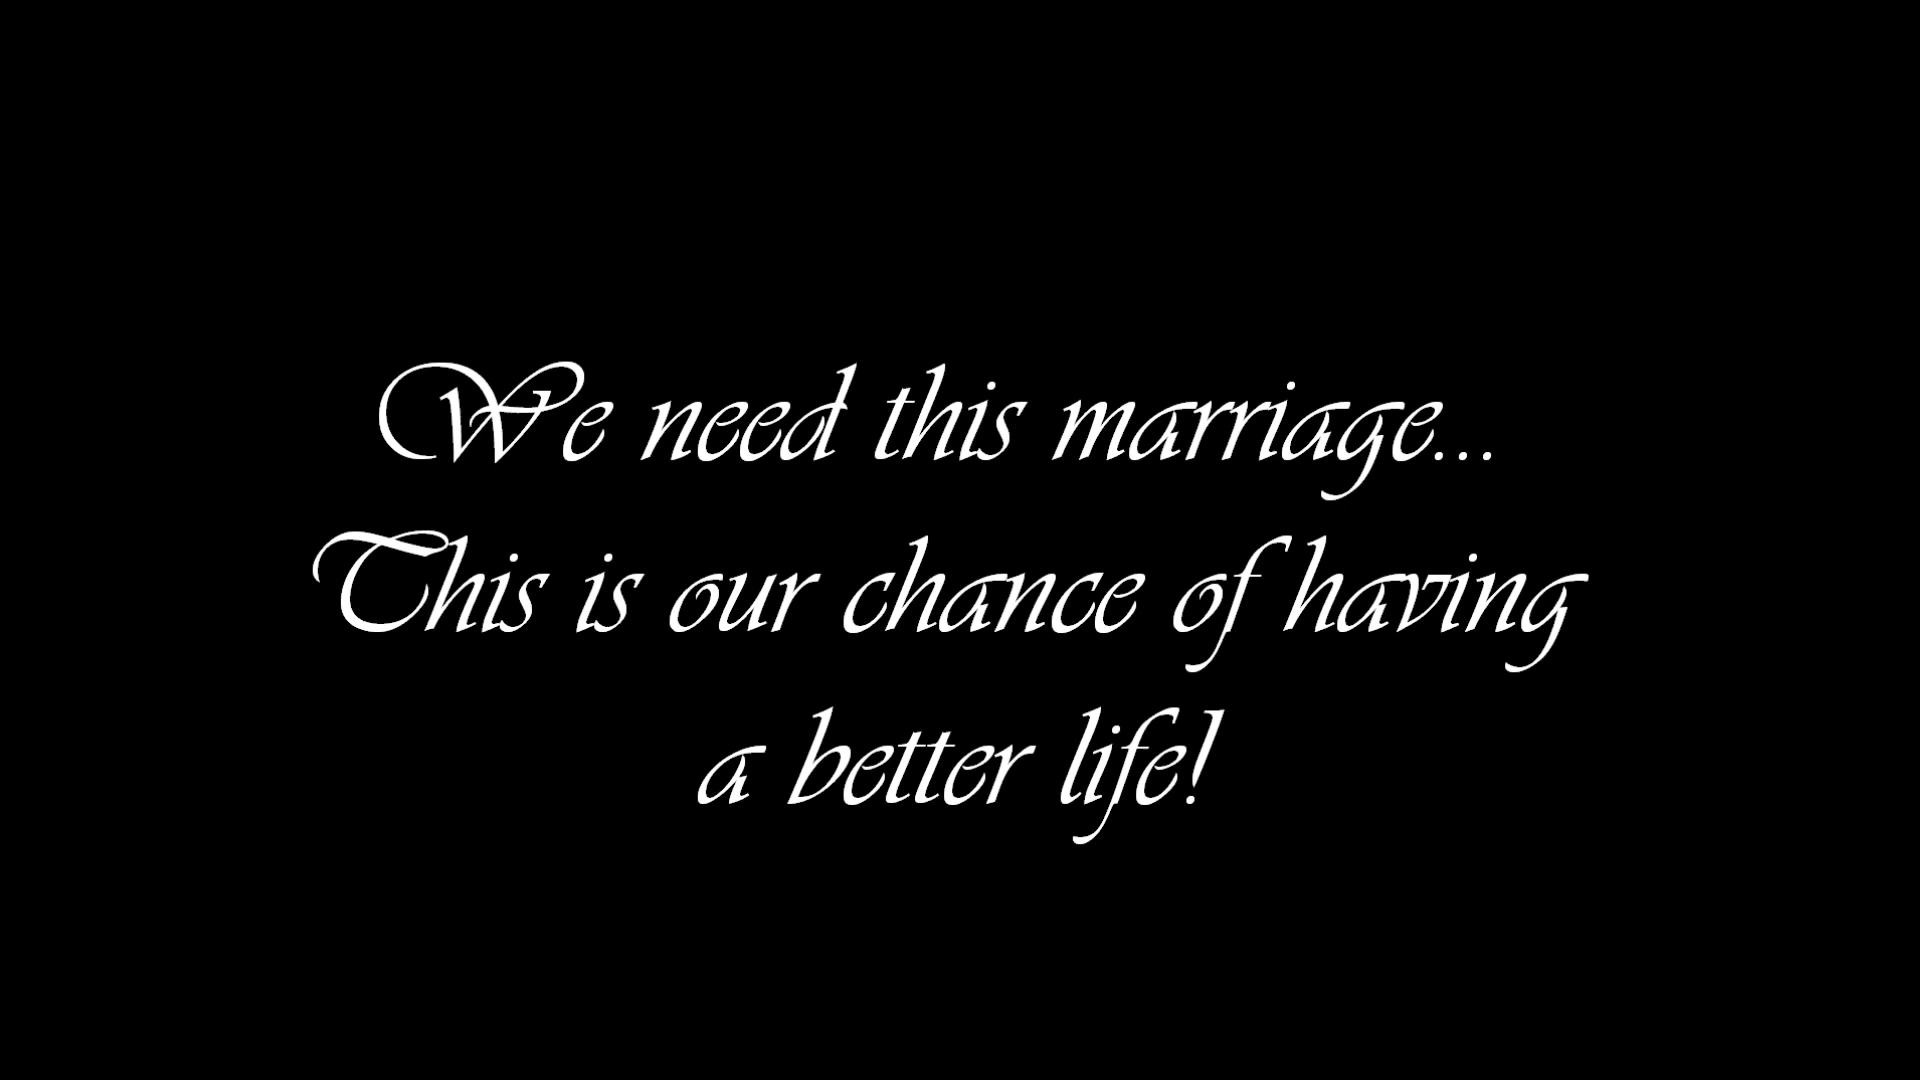 We need this marriage...
This is our chance of having
a better life!